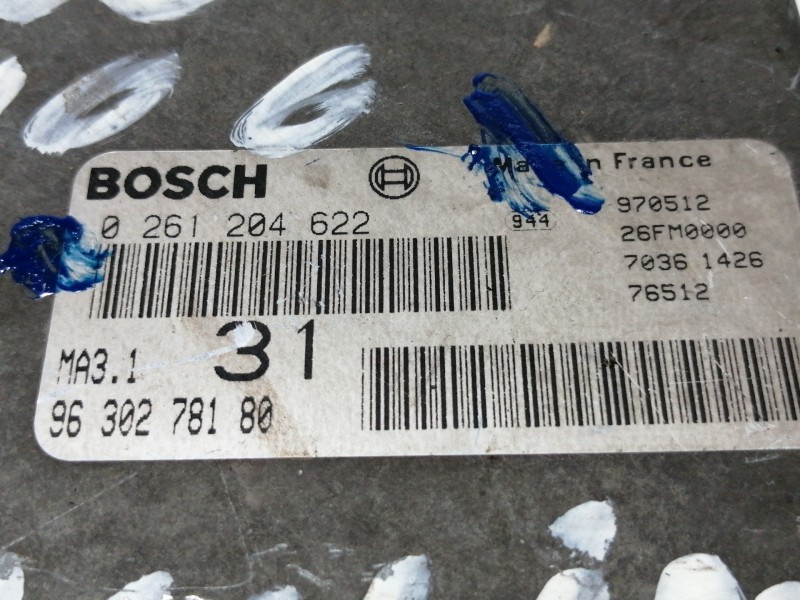 BOSCH
in France
0 261 204 622
944
970512
26FM0000
7036 1426
76512
MA3.1
31
96 302 781 80